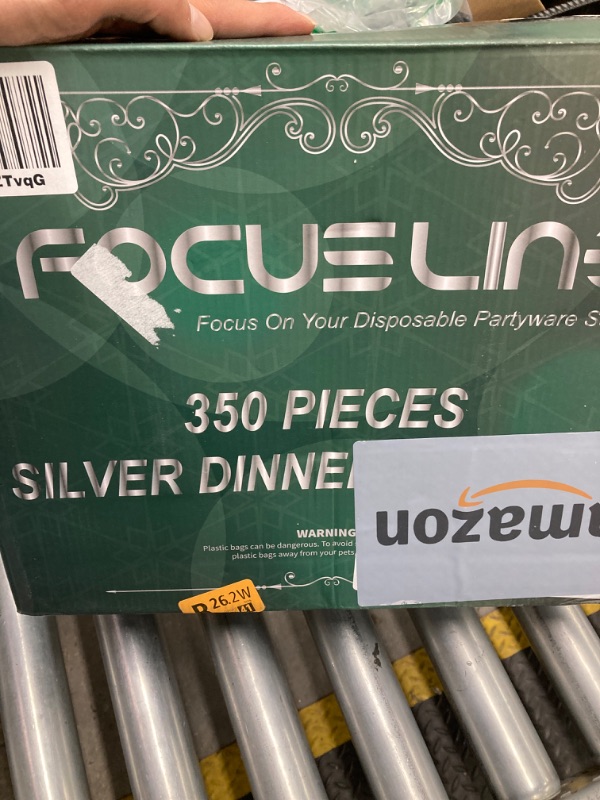 TvqG
FOCUSLINE
Focus On Your Disposable Partyware
350 PIECES
SILVER DINNE
WARNING
Plastic bags can be dangerous. To avoid
plastic bags away from your pets,
amazon
26.2W